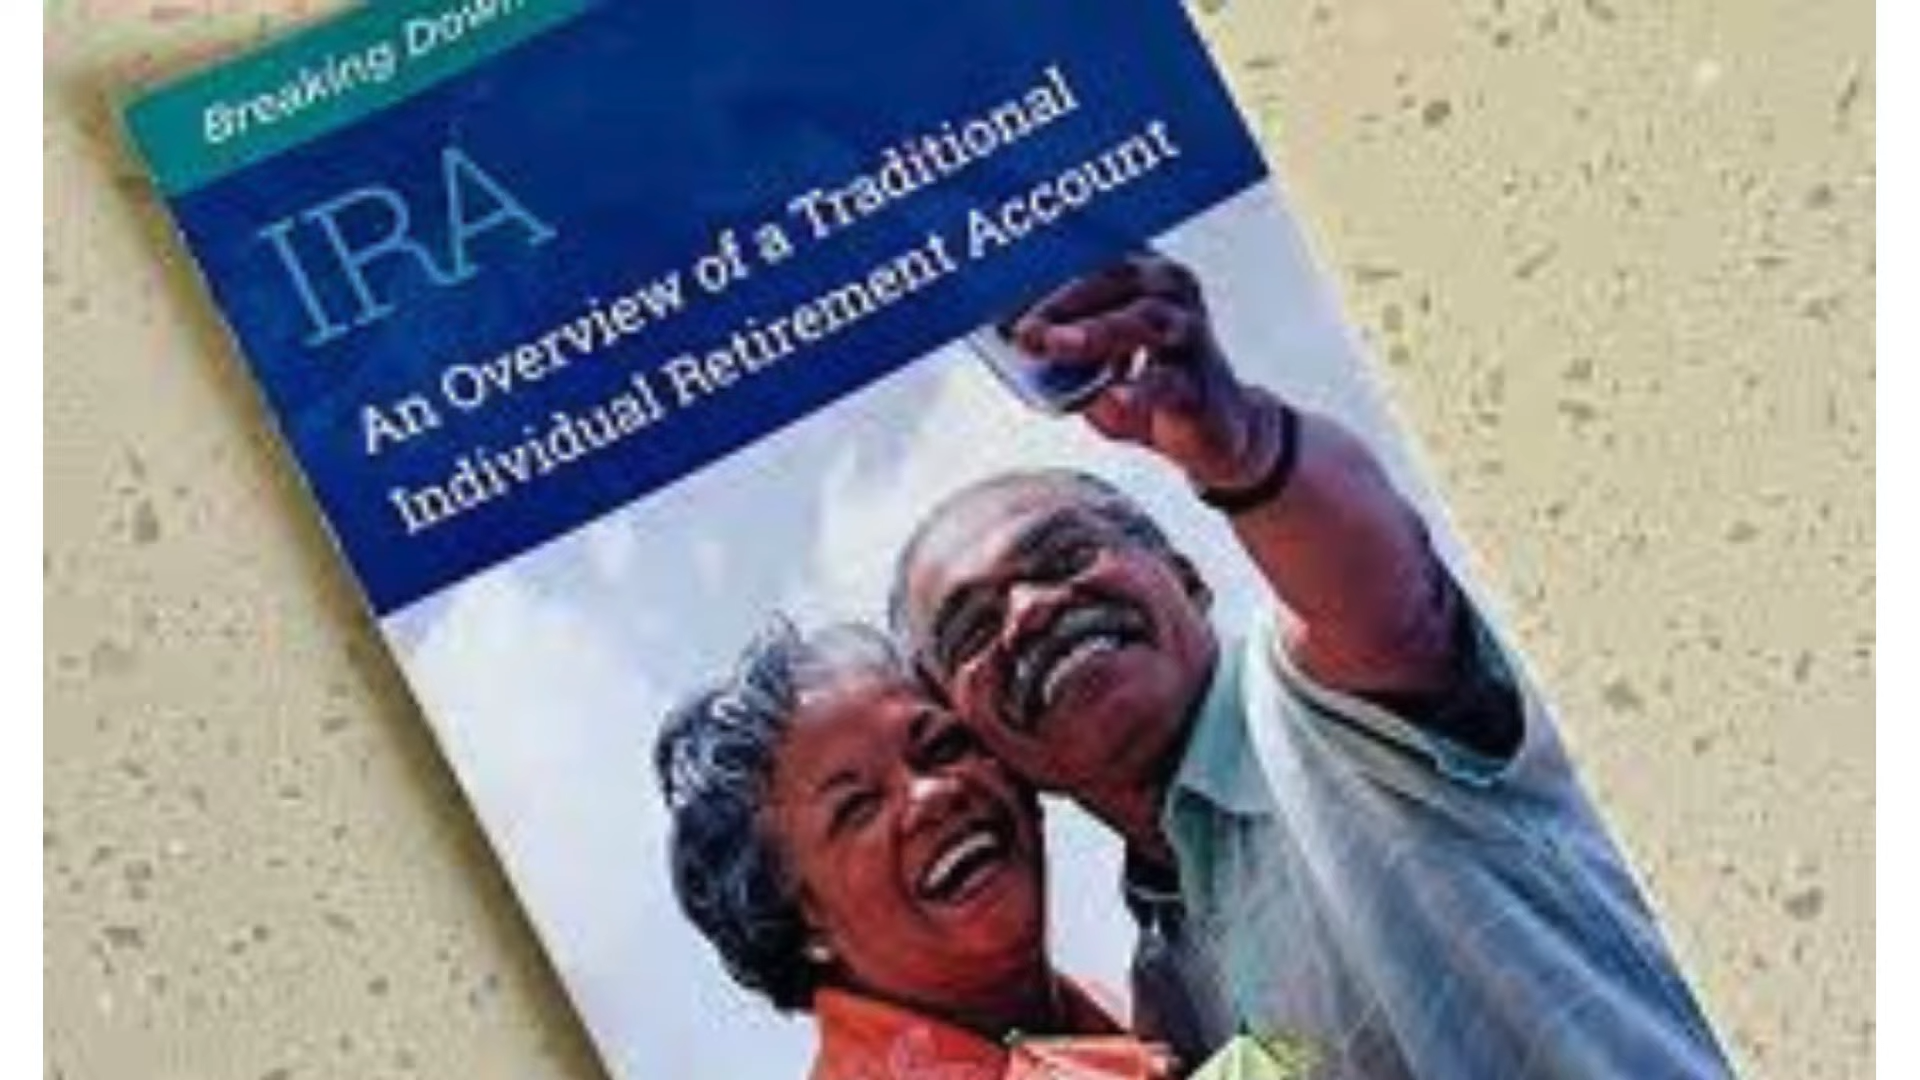 Breaking Down
IRA
An Overview of a Traditional
Individual Retirement Account